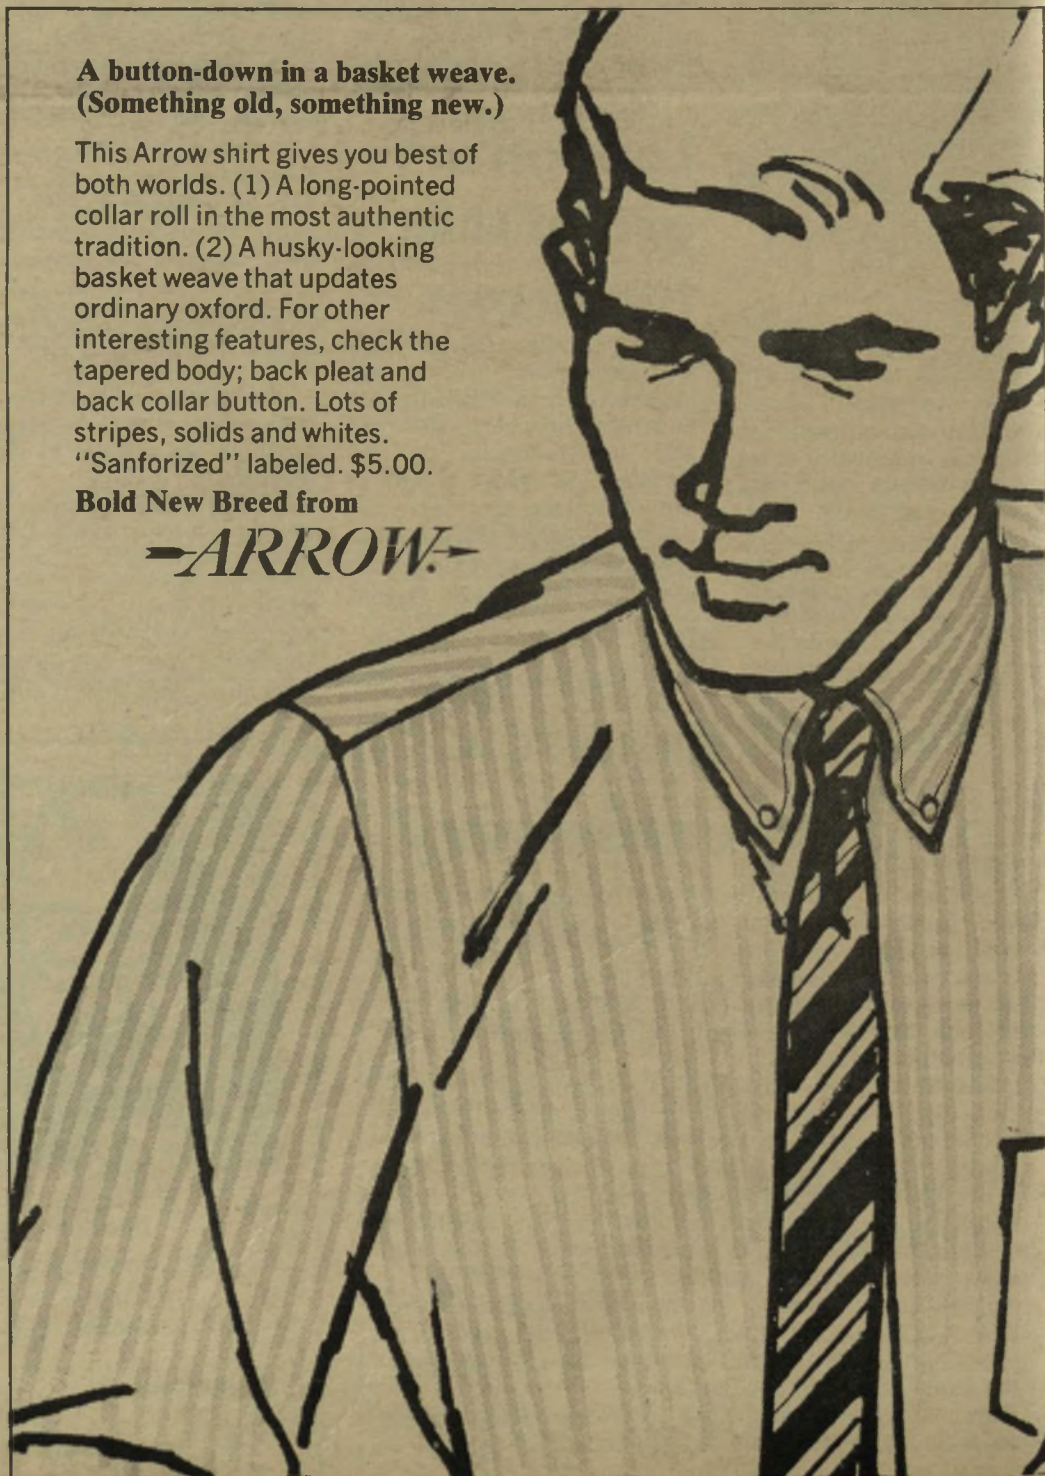 A button-down in a basket weave.
(Something old, something new.)
This Arrow shirt gives you best of
both worlds. (1) A long-pointed
collar roll in the most authentic
tradition. (2) A husky-looking
basket weave that updates
ordinary oxford. For other
interesting features, check the
tapered body; back pleat and
back collar button. Lots of
stripes, solids and whites.
"Sanforized" labeled. $5.00.
Bold New Breed from
ARROW.